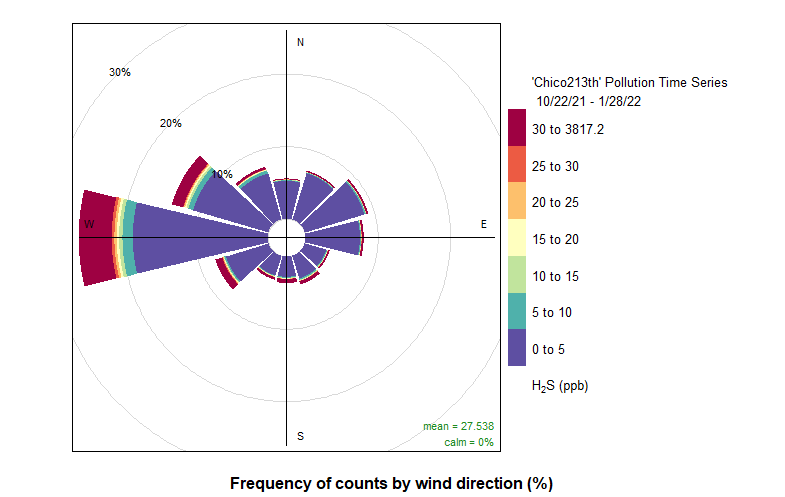 N
30%
20%
10%
W
E
S
mean = 27.538
calm = 0%
'Chico213th' Pollution Time Series
10/22/21 - 1/28/22
30 to 3817.2
25 to 30
20 to 25
15 to 20
10 to 15
5 to 10
0 to 5
H₂S (ppb)
Frequency of counts by wind direction (%)